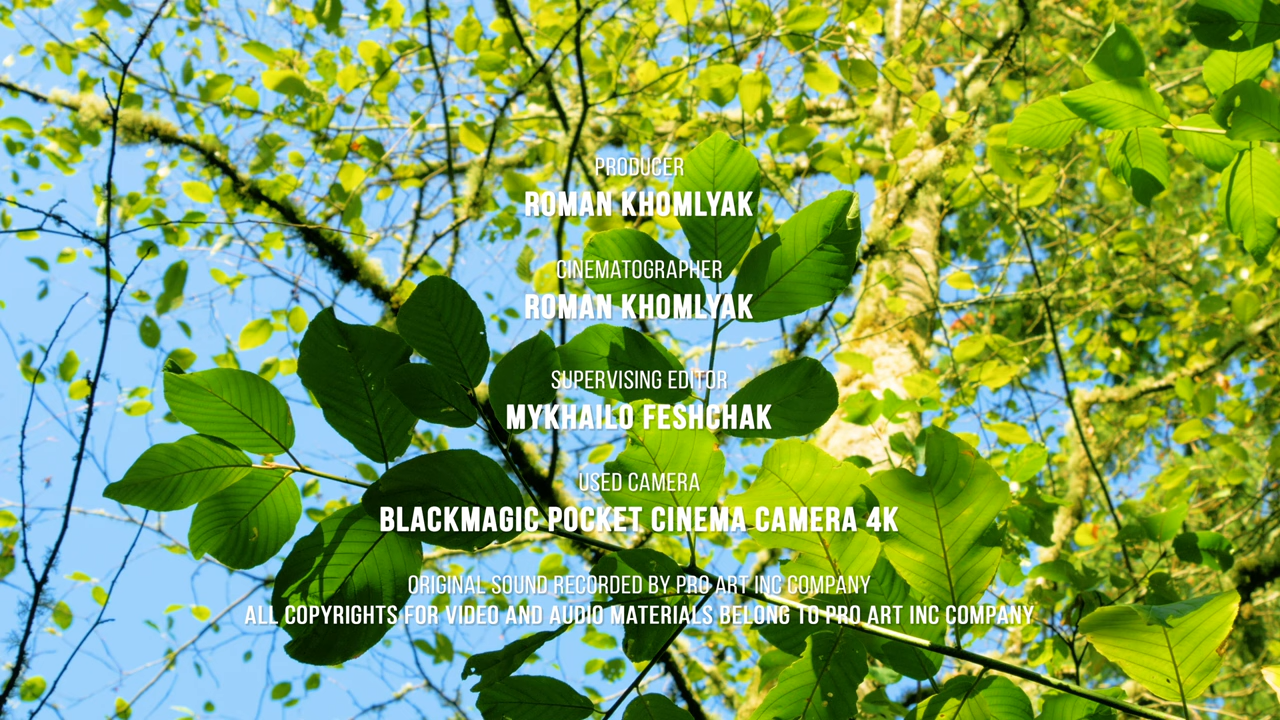 PRODUCER
ROMAN KHOMLYAK
CINEMATOGRAPHER
ROMAN KHOMLYAK
SUPERVISING EDITOR
MYKHAILO FESHCHAK
USED CAMERA
BLACKMAGIC POCKET CINEMA CAMERA 4K
ORIGINAL SOUND RECORDED BY PRO ART INC COMPANY
ALL COPYRIGHTS FOR VIDEO AND AUDIO MATERIALS BELONG TO PRO ART INC COMPANY